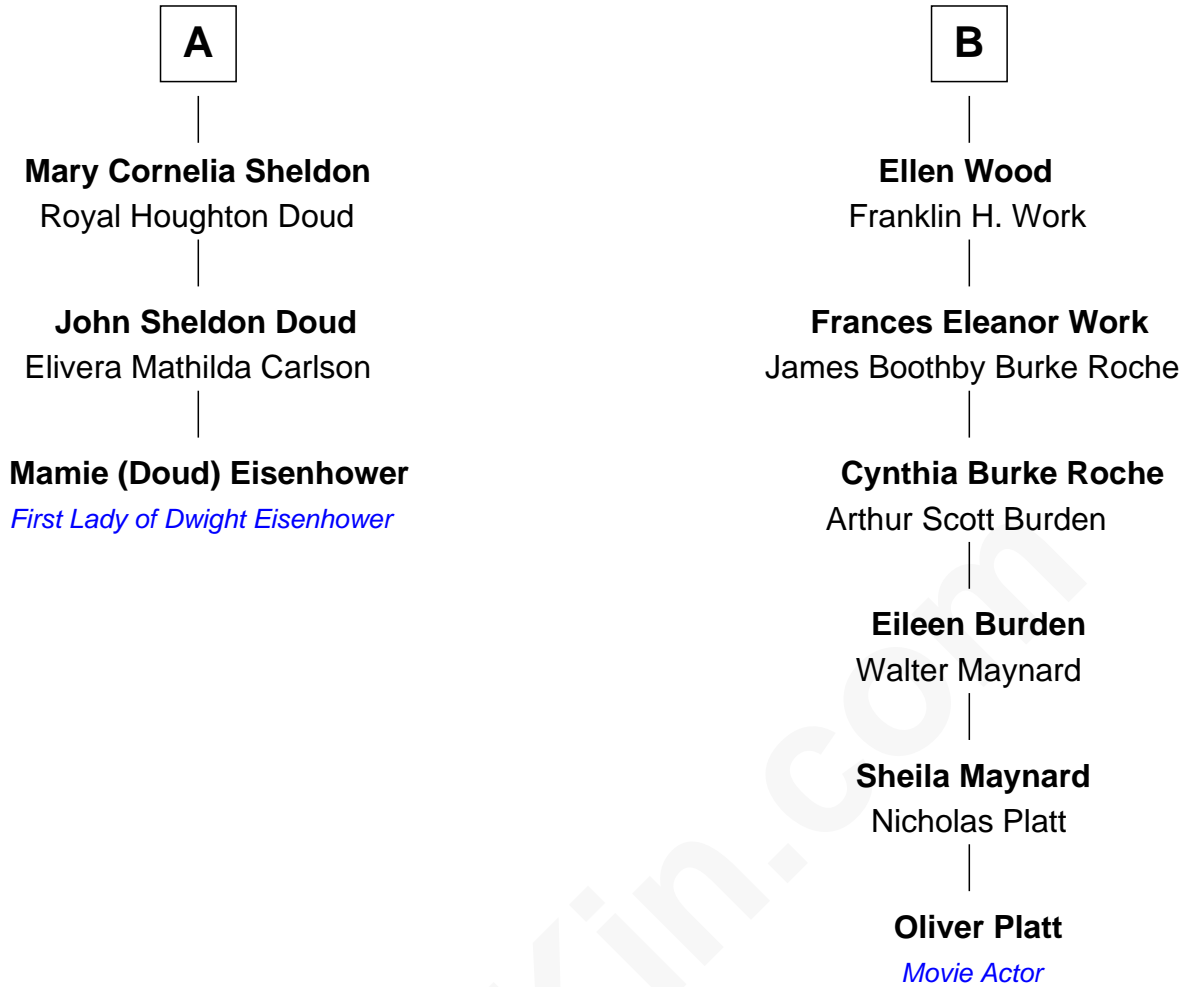 A
Mary Cornelia Sheldon
Royal Houghton Doud
John Sheldon Doud
Elivera Mathilda Carlson
Mamie (Doud) Eisenhower
First Lady of Dwight Eisenhower
B
Ellen Wood
Franklin H. Work
Frances Eleanor Work
James Boothby Burke Roche
Cynthia Burke Roche
Arthur Scott Burden
Eileen Burden
Walter Maynard
Sheila Maynard
Nicholas Platt
Oliver Platt
Movie Actor